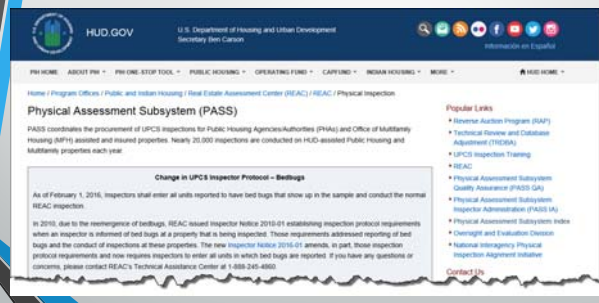 HUD.GOV
U.S. Department of Housing and Urban Development
Secretary Ben Carson
Información en Español
PIH HOME ABOUT PIH PIH ONE-STOP TOOL PUBLIC HOUSING OPERATING FUND CAPFUND INDIAN HOUSING MORE HUD HOME
Home / Program Offices / Public and Indian Housing / Real Estate Assessment Center (REAC) / REAC / Physical Inspection
Physical Assessment Subsystem (PASS)
PASS coordinates the procurement of UPCS inspections for Public Housing Agencies/Authorities (PHAs) and Office of Multifamily
Housing (MFH) assisted and insured properties. Nearly 20,000 inspections are conducted on HUD-assisted Public Housing and
Multifamily properties each year.
Change in UPCS Inspector Protocol – Bedbugs
As of February 1, 2016, Inspectors shall enter all units reported to have bed bugs that show up in the sample and conduct the normal
REAC inspection.
In 2010, due to the reemergence of bedbugs, REAC issued Inspector Notice 2010-01 establishing inspection protocol requirements
when an inspector is informed of bed bugs at a property that is being inspected. Those requirements addressed reporting of bed
bugs and the conduct of inspections at these properties. The new Inspector Notice 2016-01 amends, in part, those inspection
protocol requirements and now requires inspectors to enter all units in which bed bugs are reported. If you have any questions or
concerns, please contact REAC's Technical Assistance Center at 1-888-245-4860.
Popular Links
Reverse Auction Program (RAP)
Technical Review and Database
Adjustment (TRDBA)
UPCS Inspection Training
REAC
Physical Assessment Subsystem
Quality Assurance (PASS QA)
Physical Assessment Subsystem
Inspector Administration (PASS IA)
Physical Assessment Subsystem Index
Oversight and Evaluation Division
National Interagency Physical
Inspection Alignment Initiative
Contact Us